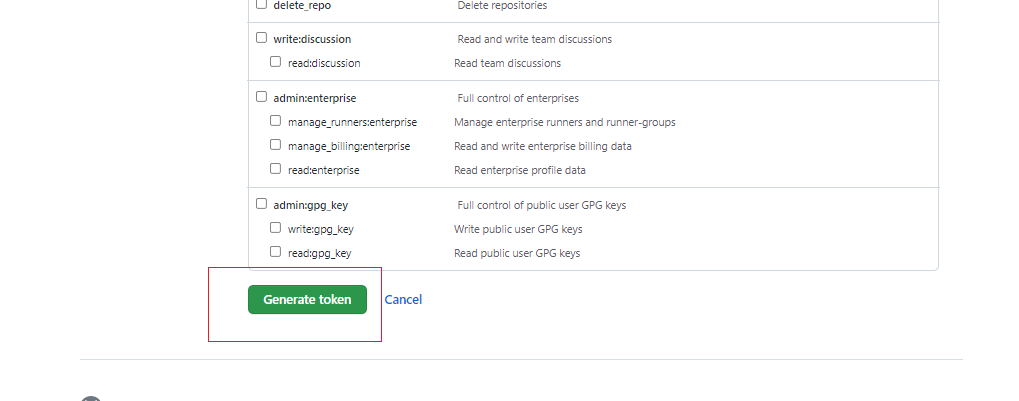 delete_repo Delete repositories
write:discussion Read and write team discussions
read:discussion Read team discussions
admin:enterprise Full control of enterprises
manage_runners:enterprise Manage enterprise runners and runner-groups
manage_billing:enterprise Read and write enterprise billing data
read:enterprise Read enterprise profile data
admin:gpg_key Full control of public user GPG keys
write:gpg_key Write public user GPG keys
read:gpg_key Read public user GPG keys
Generate token Cancel